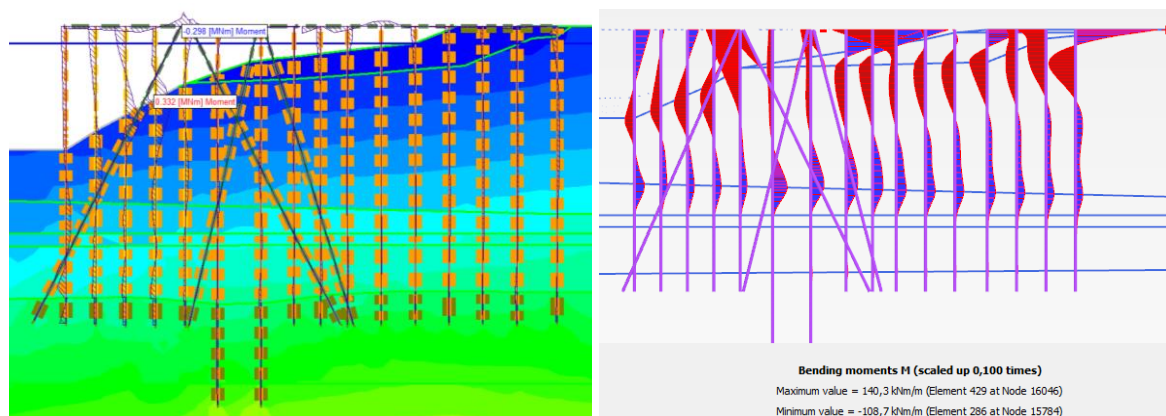 -0.298 [MNm] Moment
0.332 [MNm] Moment
Bending moments M (scaled up 0,100 times)
Maximum value = 140,3 kNm/m (Element 429 at Node 16046)
Minimum value = -108,7 kNm/m (Element 286 at Node 15784)